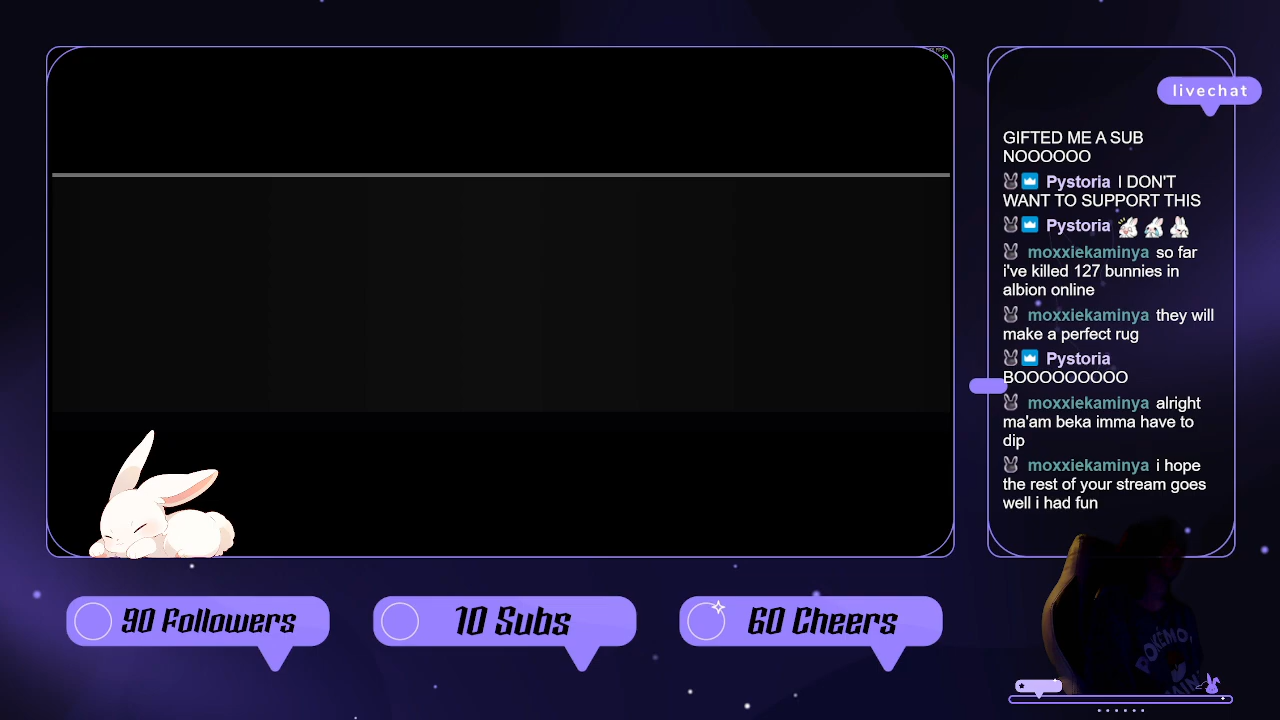 livechat
GIFTED ME A SUB
NOOOOOO
Pystoria I DON'T
WANT TO SUPPORT THIS
Pystoria
moxxiekaminya so far
i've killed 127 bunnies in
albion online
moxxiekaminya they will
make a perfect rug
Pystoria
BOOOOOOOOO
moxxiekaminya alright
ma'am beka imma have to
dip
moxxiekaminya i hope
the rest of your stream goes
well i had fun
90 Followers
10 Subs
60 Cheers
POKÉMON